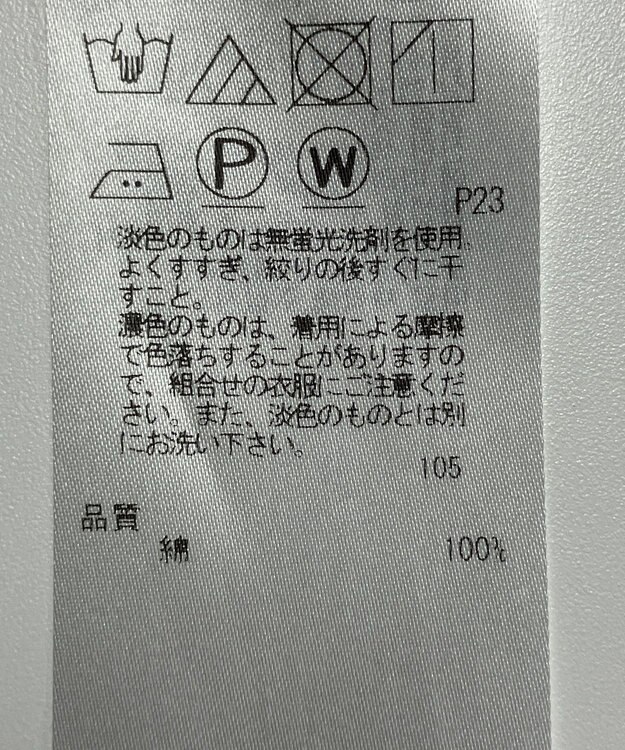 P W
P23
淡色のものは無蛍光洗剤を使用
よくすすぎ、絞りの後すぐに干
すこと。
濃色のものは、着用による摩擦
で色落ちすることがありますの
で、組合せの衣服にご注意くだ
さい。また、淡色のものとは別
にお洗い下さい。
105
品質
綿 100%